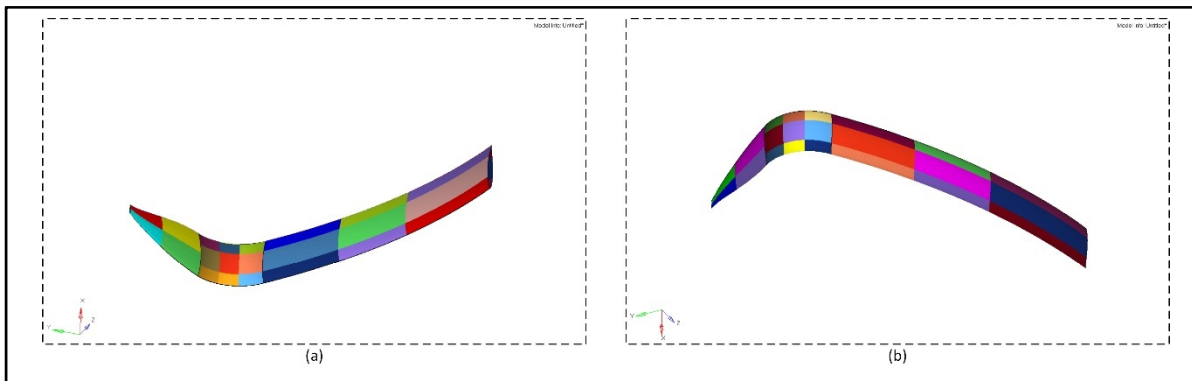 Model Info: Untitled*
X
Y
Z
(a)
Model Info: Untitled*
Y
Z
X
(b)